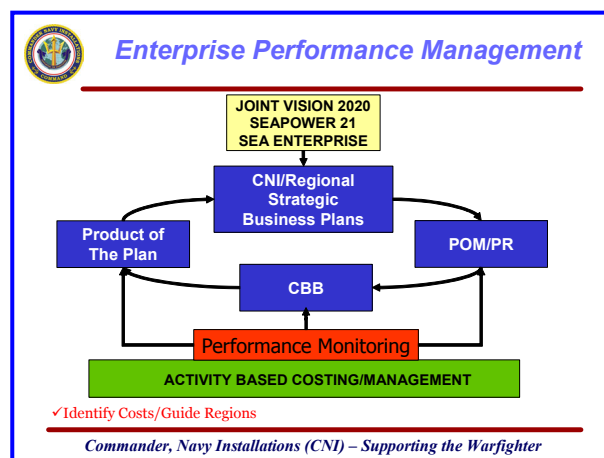 Enterprise Performance Management
JOINT VISION 2020
SEAPOWER 21
SEA ENTERPRISE
CNI/Regional
Strategic
Business Plans
Product of
The Plan
POM/PR
CBB
Performance Monitoring
ACTIVITY BASED COSTING/MANAGEMENT
✓Identify Costs/Guide Regions
Commander, Navy Installations (CNI) – Supporting the Warfighter